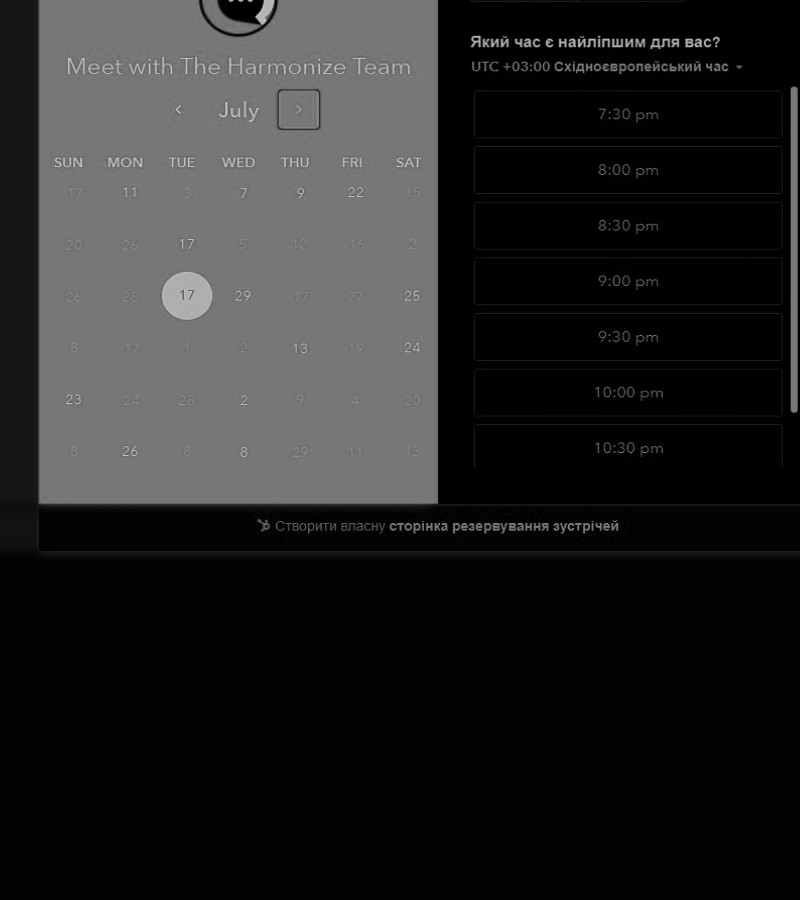 Meet with The Harmonize Team
July
SUN MON TUE WED THU FRI SAT
17 11 3 7 9 22 15
20 26 17 5 12 16 2
26 28 17 29 17 27 25
8 17 1 2 13 19 24
23 24 28 2 9 4 20
8 26 8 8 29 11 13
Який час є найліпшим для вас?
UTC +03:00 Східноєвропейський час
7:30 pm
8:00 pm
8:30 pm
9:00 pm
9:30 pm
10:00 pm
10:30 pm
Створити власну сторінка резервування зустрічей